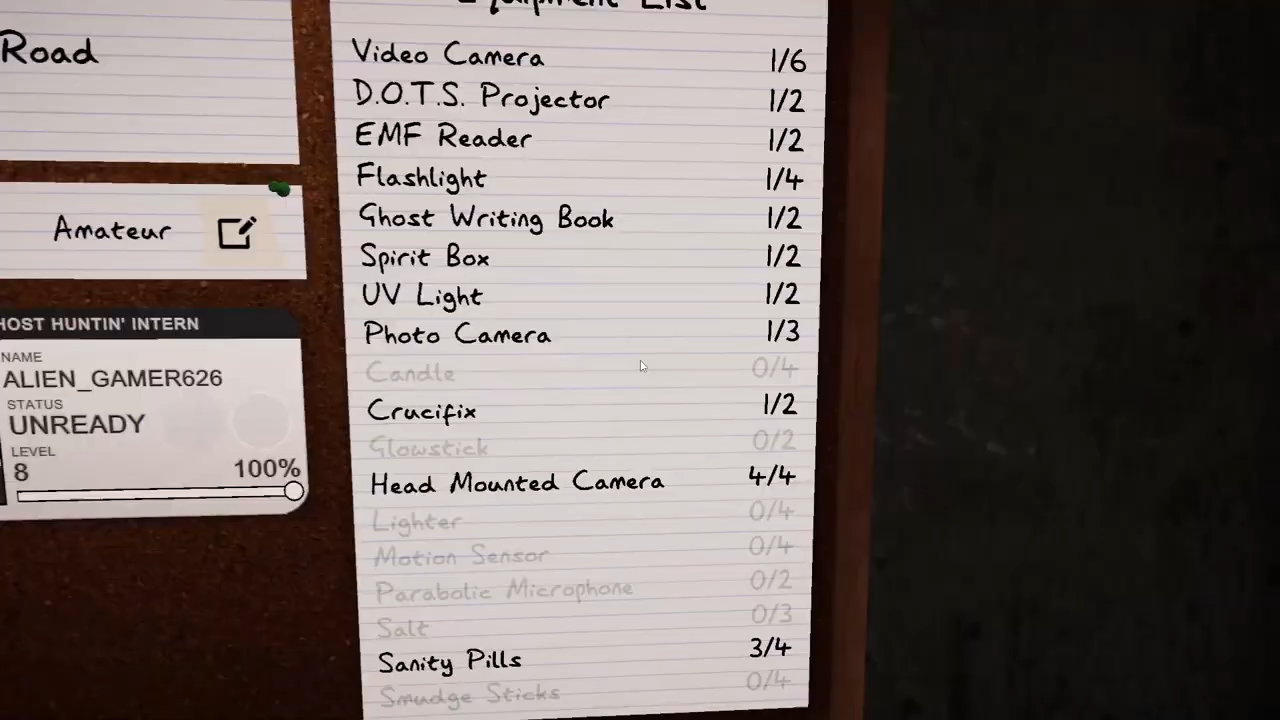 Equipment List
Road
Video Camera 1/6
D.O.T.S. Projector 1/2
EMF Reader 1/2
Flashlight 1/4
Ghost Writing Book 1/2
Spirit Box 1/2
UV Light 1/2
Photo Camera 1/3
Candle 0/4
Crucifix 1/2
Glowstick 0/2
Head Mounted Camera 4/4
Lighter 0/4
Motion Sensor 0/4
Parabolic Microphone 0/2
Salt 0/3
Sanity Pills 3/4
Smudge Sticks 0/4
Amateur
HOST HUNTIN' INTERN
NAME
ALIEN_GAMER626
STATUS
UNREADY
LEVEL
8 100%